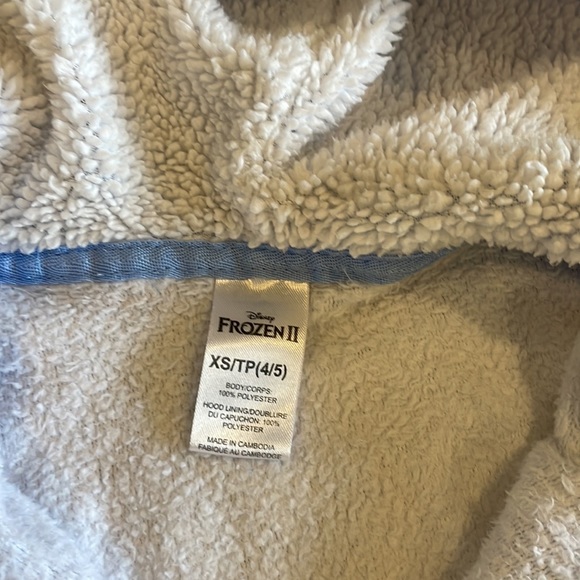 Disney
FROZEN II
XS/TP(4/5)
BODY/CORPS:
100% POLYESTER
HOOD LINING/DOUBLURE
DU CAPUCHON: 100%
POLYESTER
MADE IN CAMBODIA
FABRIQUÉ AU CAMBODGE